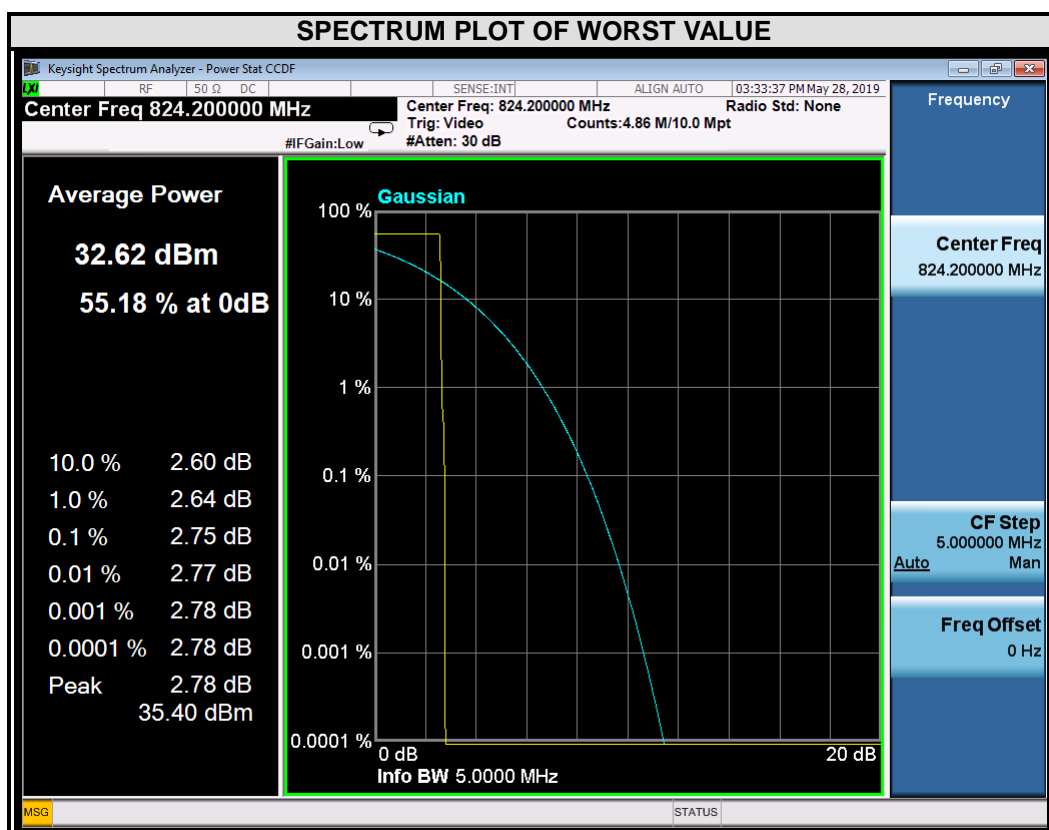 SPECTRUM PLOT OF WORST VALUE
Keysight Spectrum Analyzer - Power Stat CCDF
LXI RF 50 Ω DC SENSE:INT ALIGN AUTO 03:33:37 PM May 28, 2019
Center Freq 824.200000 MHz
Center Freq: 824.200000 MHz Radio Std: None
Trig: Video Counts:4.86 M/10.0 Mpt
#IFGain:Low #Atten: 30 dB
Frequency
Average Power
32.62 dBm
55.18 % at 0dB
10.0 % 2.60 dB
1.0 % 2.64 dB
0.1 % 2.75 dB
0.01 % 2.77 dB
0.001 % 2.78 dB
0.0001 % 2.78 dB
Peak 2.78 dB
35.40 dBm
Gaussian
100 %
10 %
1 %
0.1 %
0.01 %
0.001 %
0.0001 %
0 dB 20 dB
Info BW 5.0000 MHz
Center Freq
824.200000 MHz
CF Step
5.000000 MHz
Auto Man
Freq Offset
0 Hz
MSG STATUS